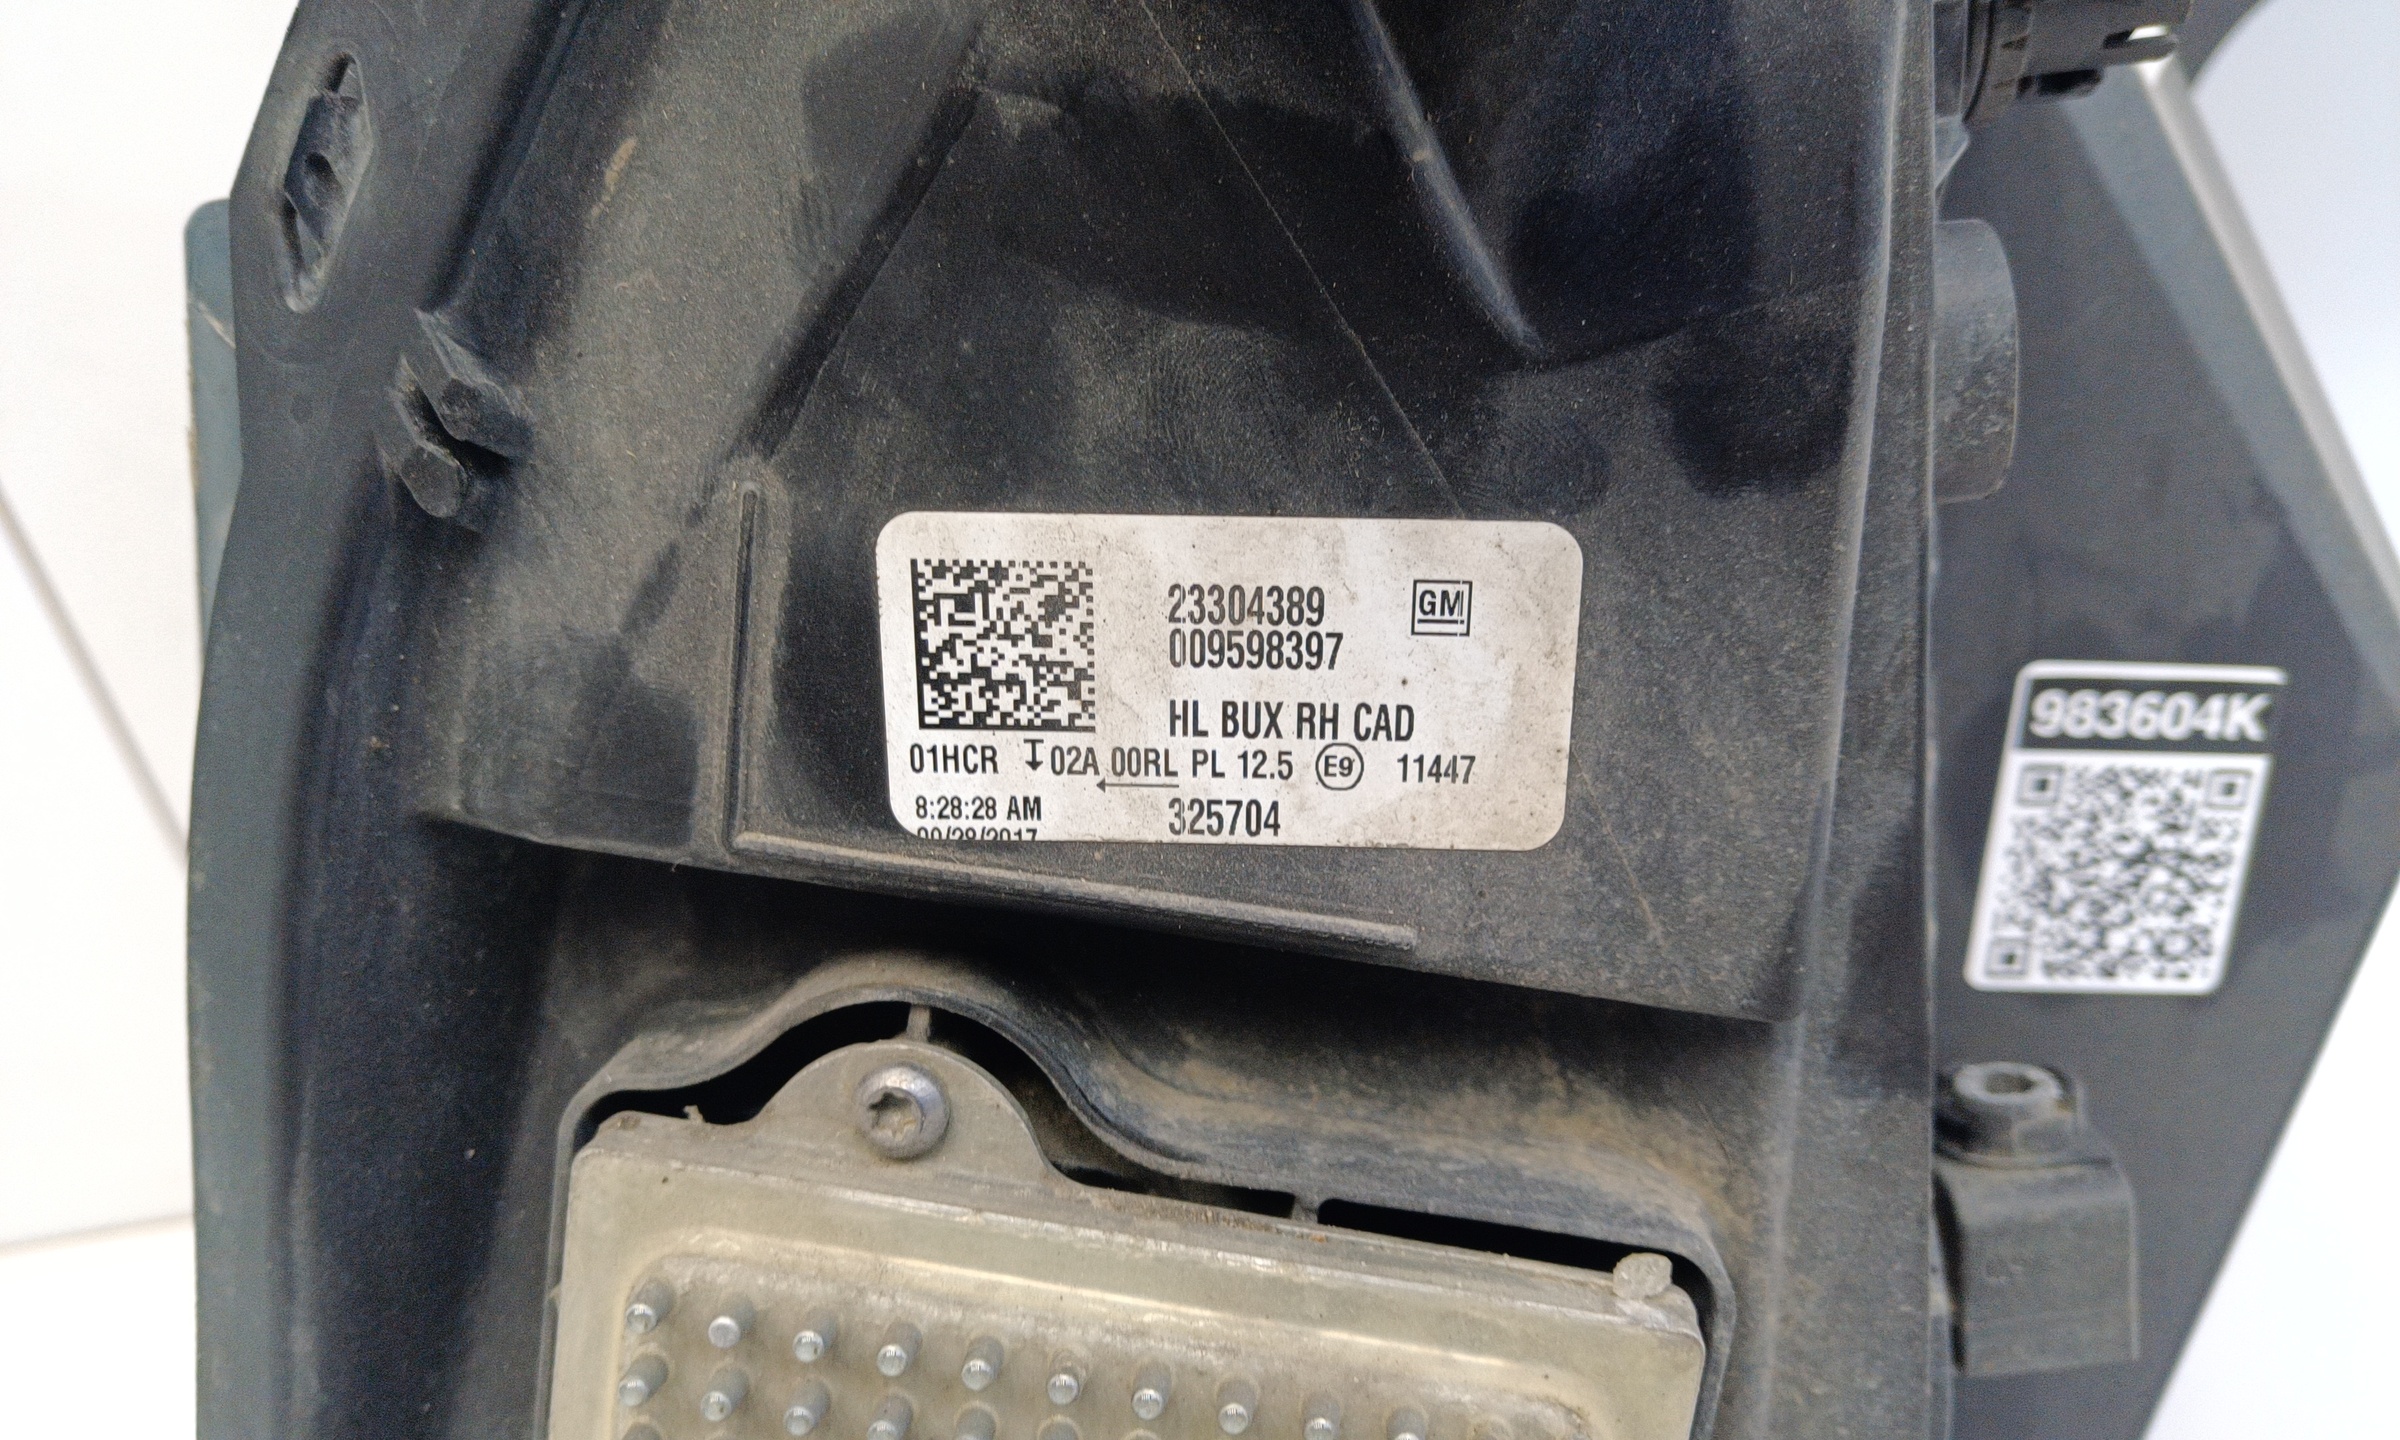 23304389
GM
009598397
HL BUX RH CAD
01HCR 02A 00RL PL 12.5 E9 11447
8:28:28 AM
325704
983604K